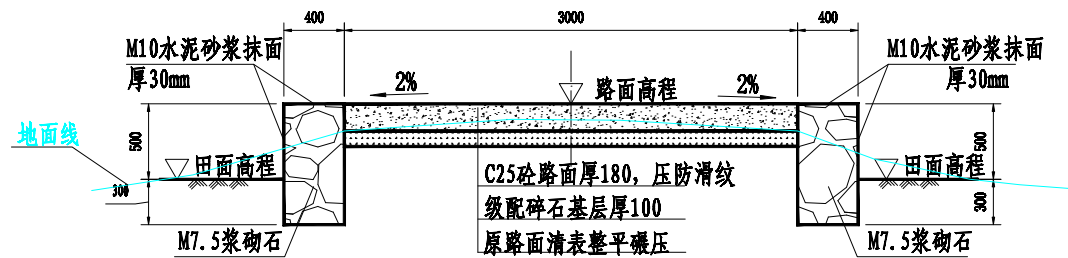 400
3000
400
M10水泥砂浆抹面
厚30mm
M10水泥砂浆抹面
厚30mm
2%
路面高程
2%
地面线
500
500
田面高程
田面高程
300
300
C25砼路面厚180，压防滑纹
级配碎石基层厚100
原路面清表整平碾压
M7.5浆砌石
M7.5浆砌石